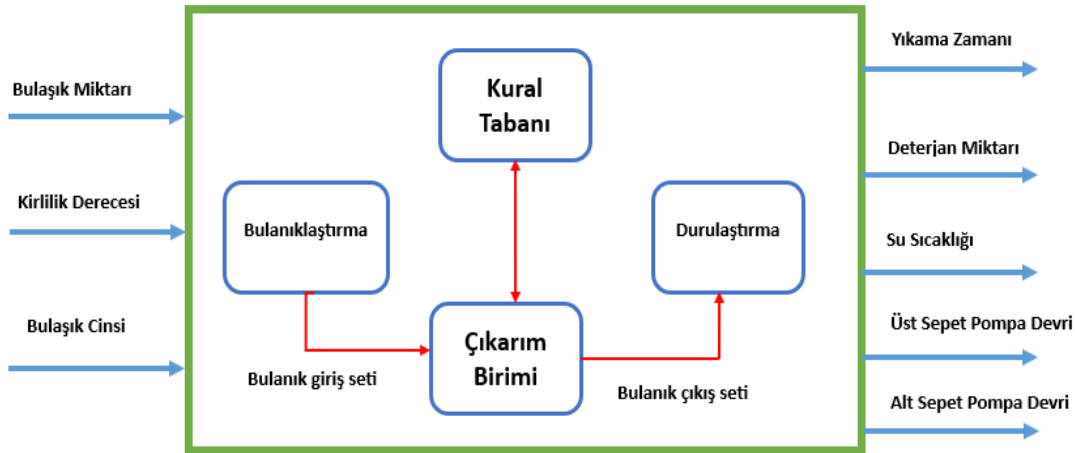 Bulaşık Miktarı
Kirlilik Derecesi
Bulaşık Cinsi
Kural
Tabanı
Bulanıklaştırma
Durulaştırma
Çıkarım
Birimi
Bulanık giriş seti
Bulanık çıkış seti
Yıkama Zamanı
Deterjan Miktarı
Su Sıcaklığı
Üst Sepet Pompa Devri
Alt Sepet Pompa Devri